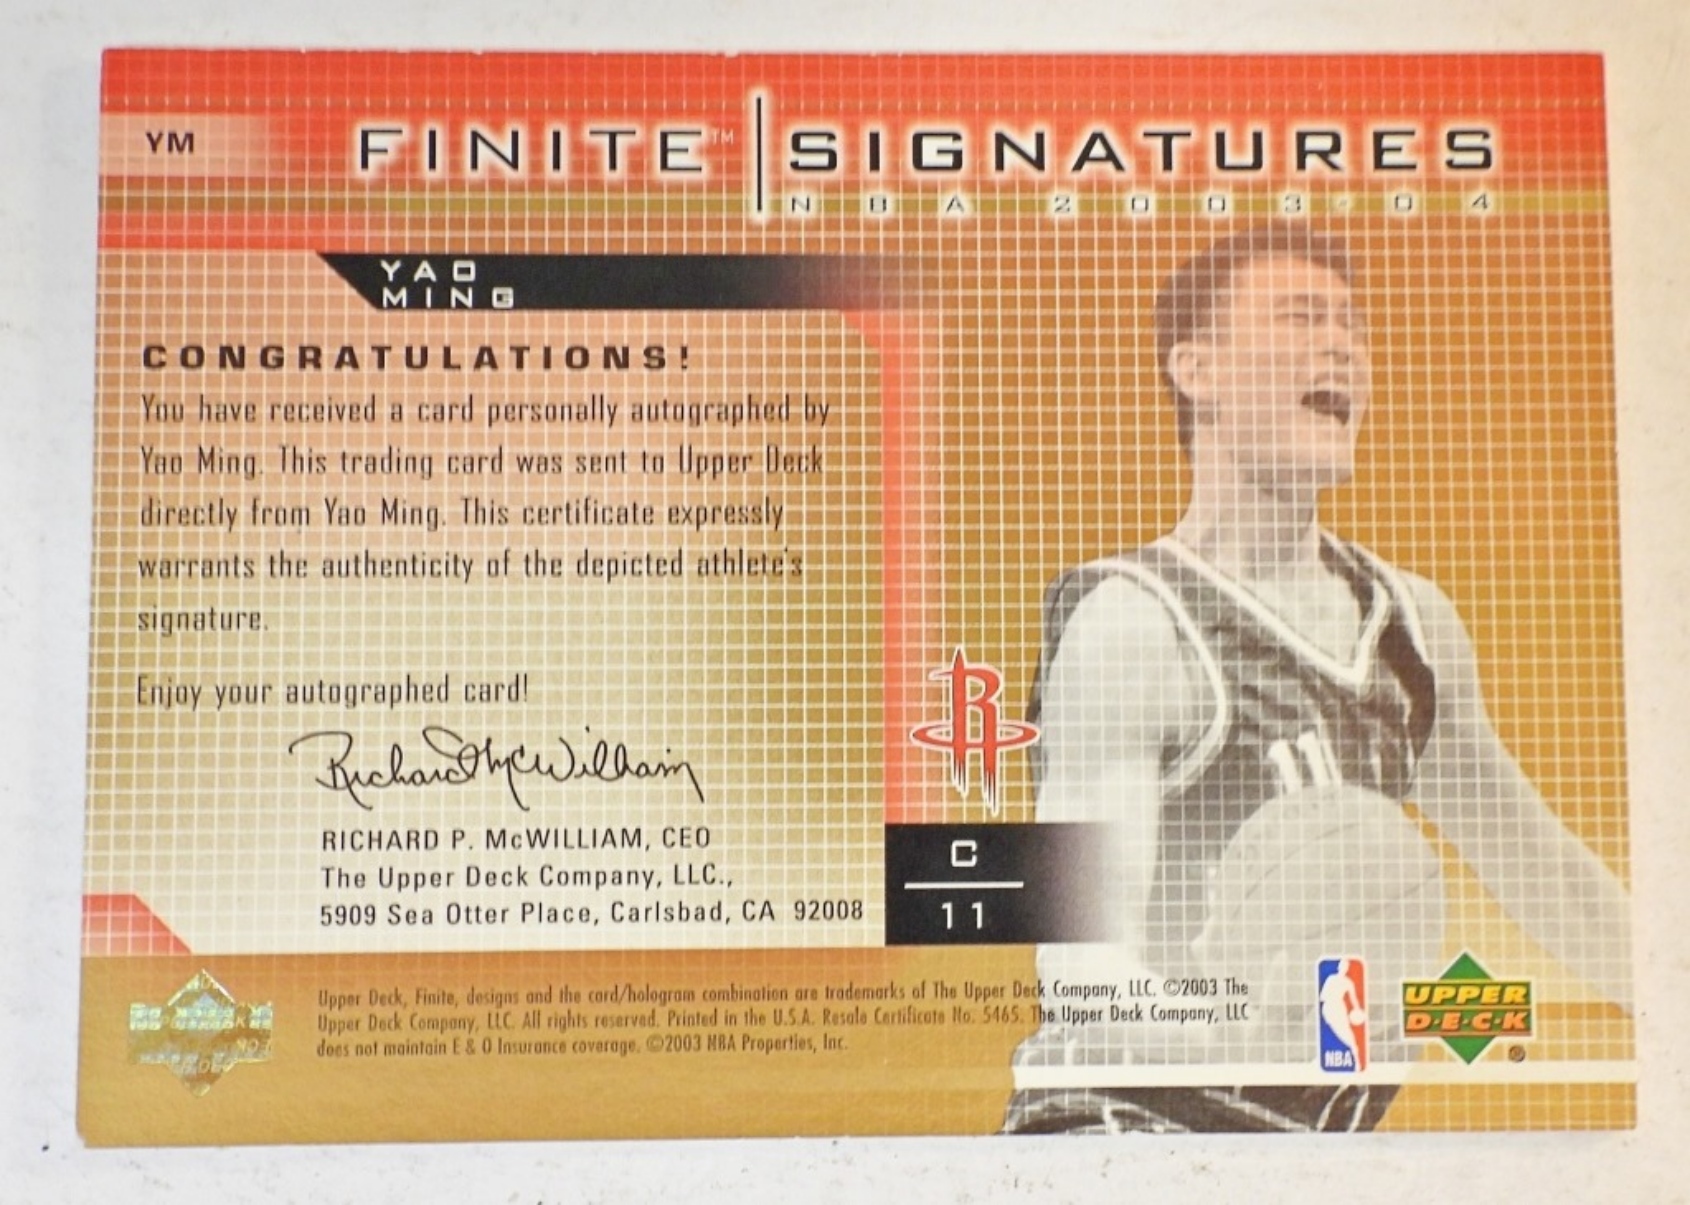 YM
FINITE™ SIGNATURES
NBA 2003-04
YAO
MING
CONGRATULATIONS!
You have received a card personally autographed by
Yao Ming. This trading card was sent to Upper Deck
directly from Yao Ming. This certificate expressly
warrants the authenticity of the depicted athlete's
signature.
Enjoy your autographed card!
Richard McWilliam
RICHARD P. McWILLIAM, CEO
The Upper Deck Company, LLC.,
5909 Sea Otter Place, Carlsbad, CA 92008
R
C
11
11
Upper Deck, Finite, designs and the card/hologram combination are trademarks of The Upper Deck Company, LLC. ©2003 The
Upper Deck Company, LLC. All rights reserved. Printed in the U.S.A. Resale Certificate No. 5465. The Upper Deck Company, LLC
does not maintain E & O Insurance coverage. ©2003 NBA Properties, Inc.
NBA
UPPER
D·E·C·K
®